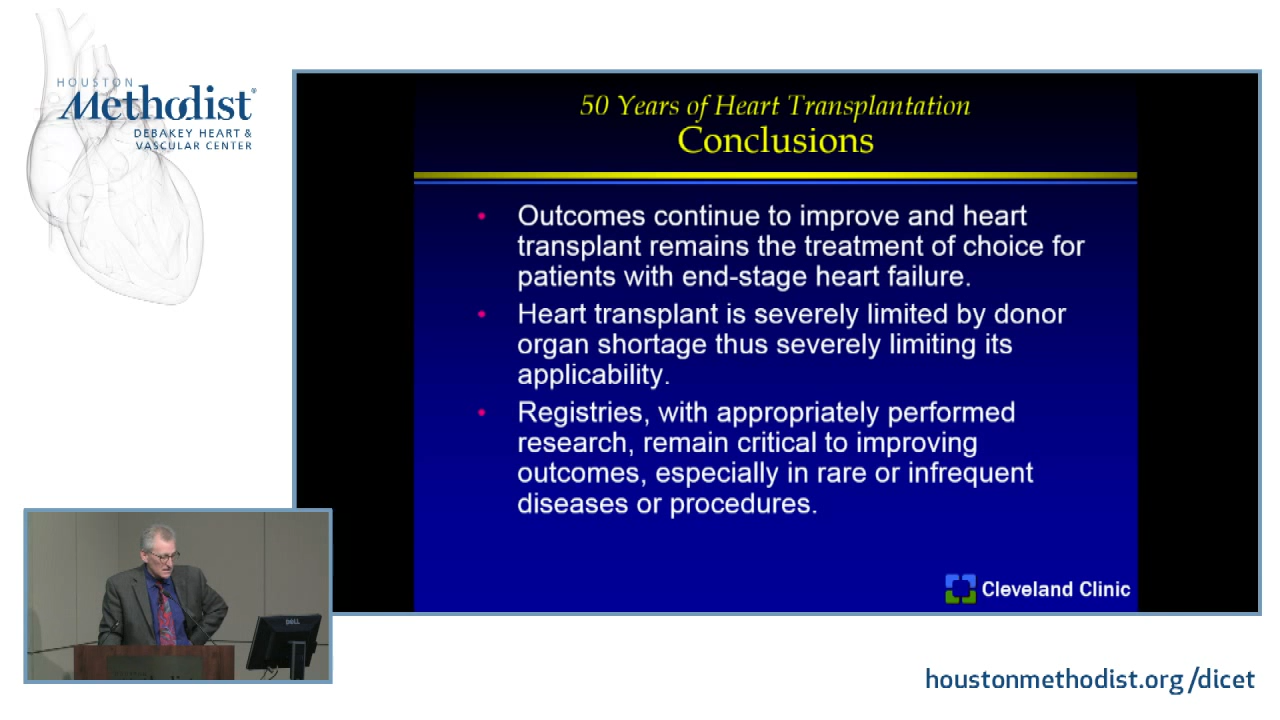 HOUSTON
Methodist®
DEBAKEY HEART &
VASCULAR CENTER
50 Years of Heart Transplantation
Conclusions
• Outcomes continue to improve and heart
transplant remains the treatment of choice for
patients with end-stage heart failure.
• Heart transplant is severely limited by donor
organ shortage thus severely limiting its
applicability.
• Registries, with appropriately performed
research, remain critical to improving
outcomes, especially in rare or infrequent
diseases or procedures.
Cleveland Clinic
DELL
houstonmethodist.org/dicet